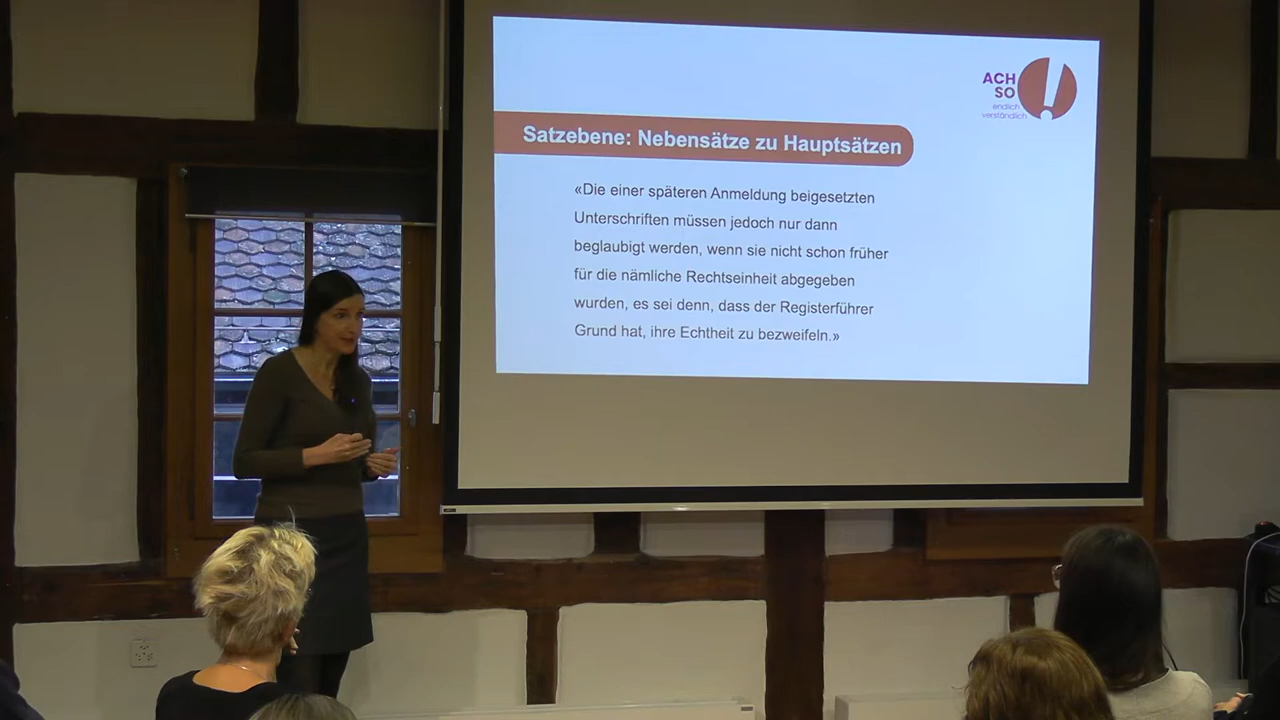 ACH
SO
endlich
verständlich
Satzebene: Nebensätze zu Hauptsätzen
«Die einer späteren Anmeldung beigesetzten
Unterschriften müssen jedoch nur dann
beglaubigt werden, wenn sie nicht schon früher
für die nämliche Rechtseinheit abgegeben
wurden, es sei denn, dass der Registerführer
Grund hat, ihre Echtheit zu bezweifeln.»